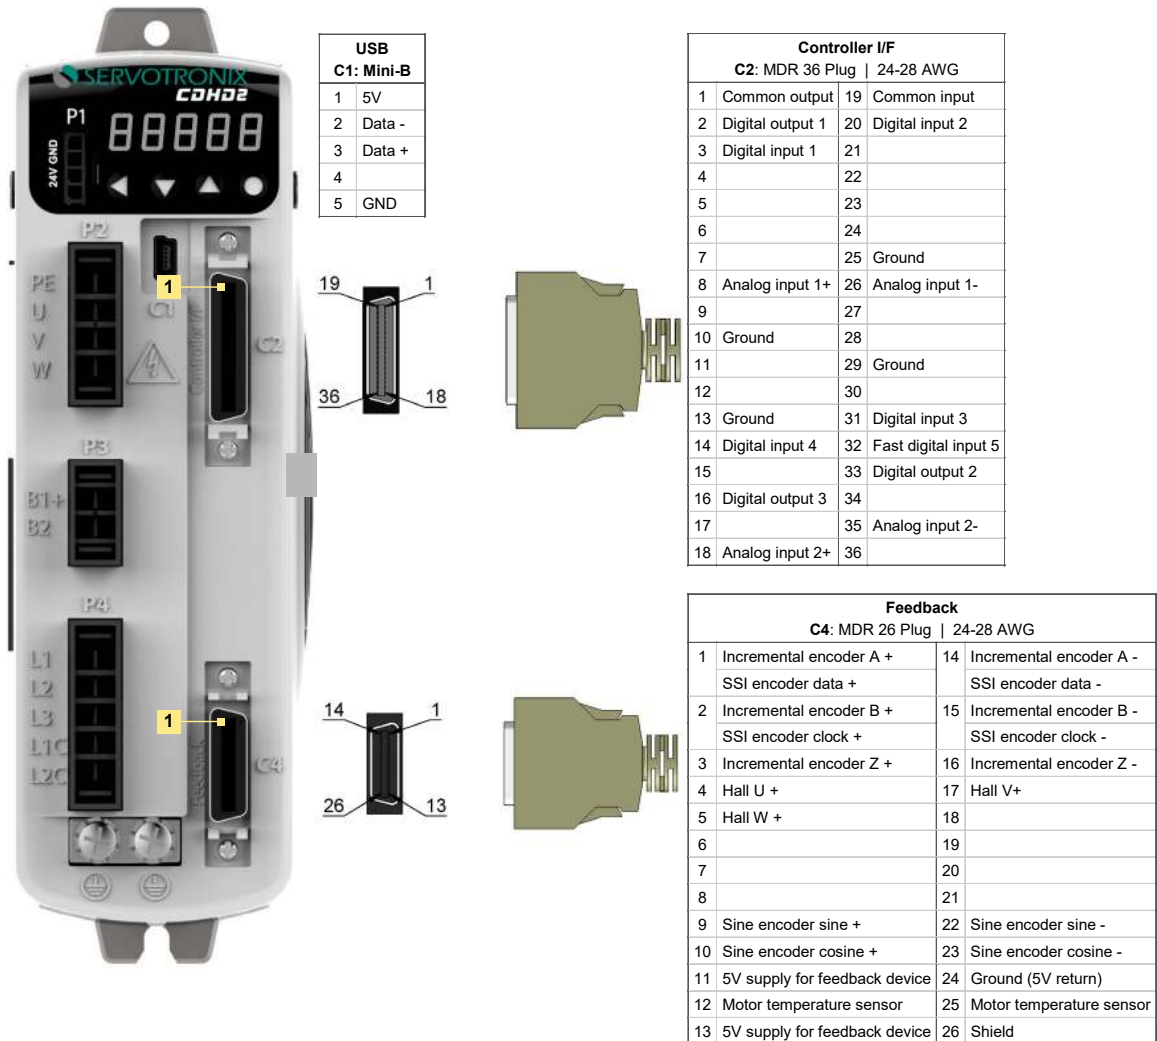 SERVOTRONIX
CDHD2
P1
24V GND
88888
P2
PE
U
V
W
C1
1
Controller I/F
C2
P3
B1+
B2
P4
L1
L2
L3
L1C
L2C
1
Feedback
C4
USB
C1: Mini-B
1 5V
2 Data -
3 Data +
4
5 GND
19 1
36 18
14 1
26 13
Controller I/F
C2: MDR 36 Plug | 24-28 AWG
1 Common output 19 Common input
2 Digital output 1 20 Digital input 2
3 Digital input 1 21
4 22
5 23
6 24
7 25 Ground
8 Analog input 1+ 26 Analog input 1-
9 27
10 Ground 28
11 29 Ground
12 30
13 Ground 31 Digital input 3
14 Digital input 4 32 Fast digital input 5
15 33 Digital output 2
16 Digital output 3 34
17 35 Analog input 2-
18 Analog input 2+ 36
Feedback
C4: MDR 26 Plug | 24-28 AWG
1 Incremental encoder A + 14 Incremental encoder A -
SSI encoder data + SSI encoder data -
2 Incremental encoder B + 15 Incremental encoder B -
SSI encoder clock + SSI encoder clock -
3 Incremental encoder Z + 16 Incremental encoder Z -
4 Hall U + 17 Hall V+
5 Hall W + 18
6 19
7 20
8 21
9 Sine encoder sine + 22 Sine encoder sine -
10 Sine encoder cosine + 23 Sine encoder cosine -
11 5V supply for feedback device 24 Ground (5V return)
12 Motor temperature sensor 25 Motor temperature sensor
13 5V supply for feedback device 26 Shield